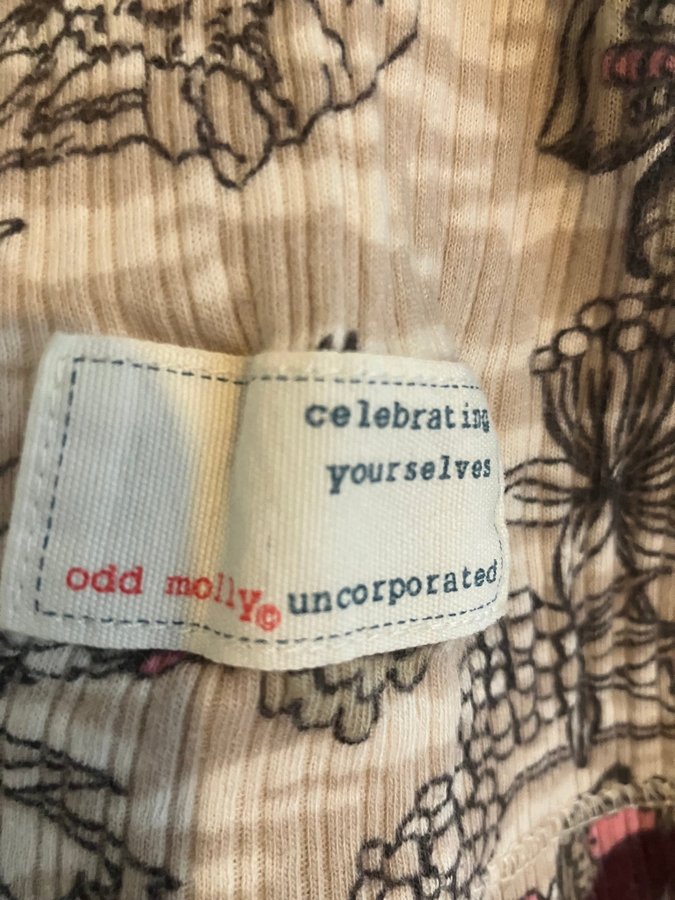 celebrating
yourselves
odd molly© uncorporated